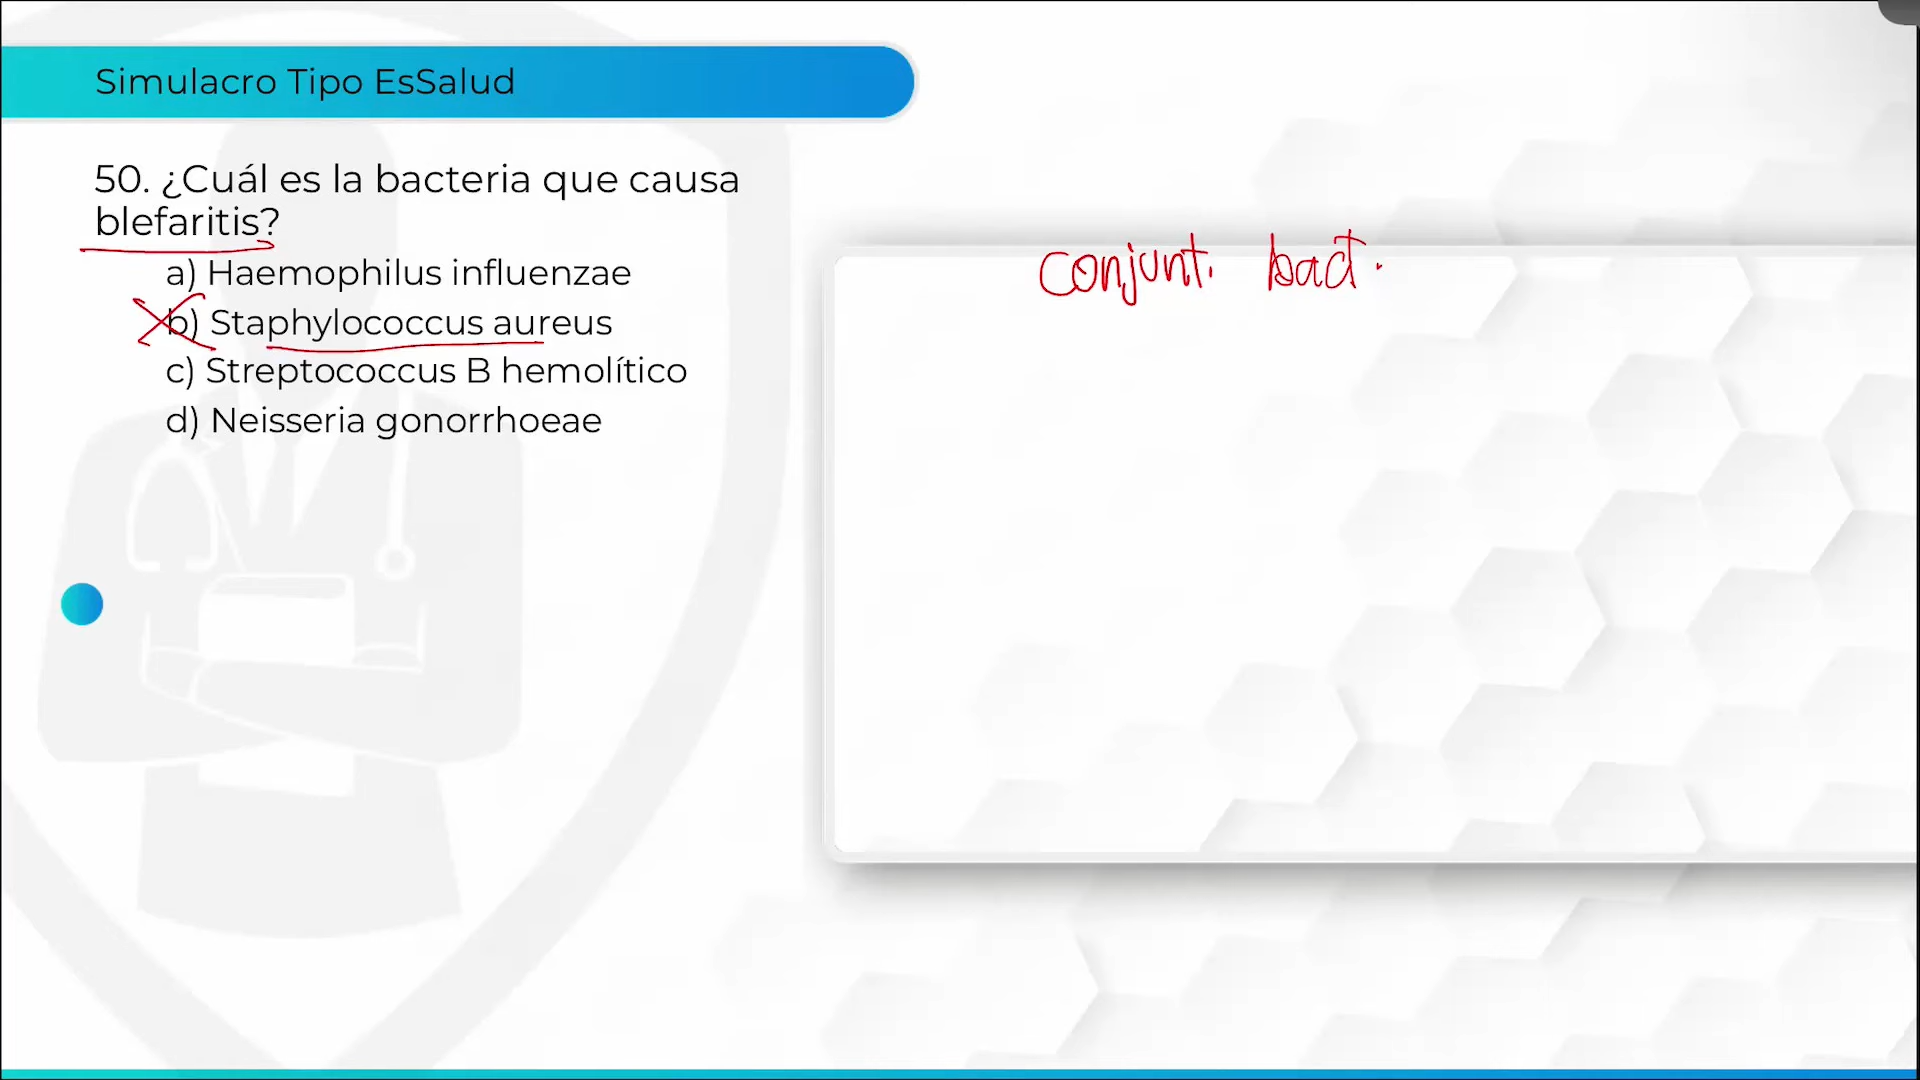 Simulacro Tipo EsSalud
50. ¿Cuál es la bacteria que causa
blefaritis?
a) Haemophilus influenzae
b) Staphylococcus aureus
c) Streptococcus B hemolítico
d) Neisseria gonorrhoeae
conjunt. bact.